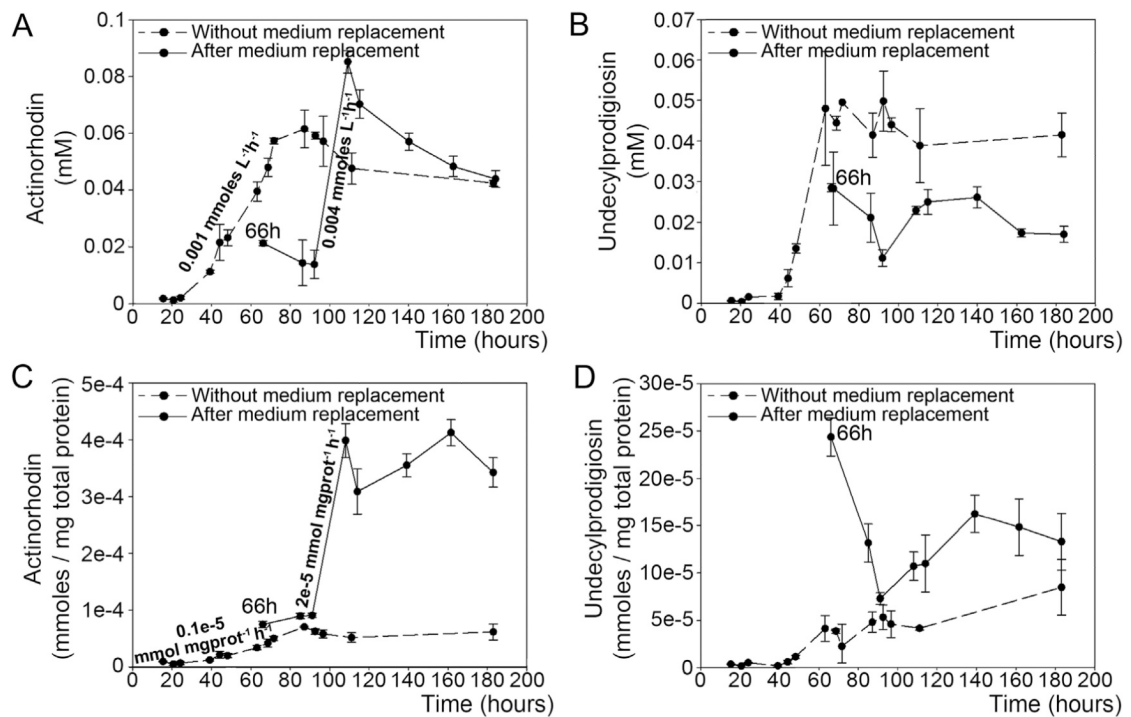 A
Actinorhodin
(mM)
0.1
0.08
0.06
0.04
0.02
0
Without medium replacement
After medium replacement
0.001 mmoles L-1h-1
66h
0.004 mmoles L-1h-1
0 20 40 60 80 100 120 140 160 180 200
Time (hours)
B
Undecylprodigiosin
(mM)
0.07
0.06
0.05
0.04
0.03
0.02
0.01
0
Without medium replacement
After medium replacement
66h
0 20 40 60 80 100 120 140 160 180 200
Time (hours)
C
Actinorhodin
(mmoles / mg total protein)
5e-4
4e-4
3e-4
2e-4
1e-4
0
Without medium replacement
After medium replacement
0.1e-5
mmol mgprot-1 h-1
66h
2e-5 mmol mgprot-1 h-1
0 20 40 60 80 100 120 140 160 180 200
Time (hours)
D
Undecylprodigiosin
(mmoles / mg total protein)
30e-5
25e-5
20e-5
15e-5
10e-5
5e-5
0
Without medium replacement
After medium replacement
66h
0 20 40 60 80 100 120 140 160 180 200
Time (hours)